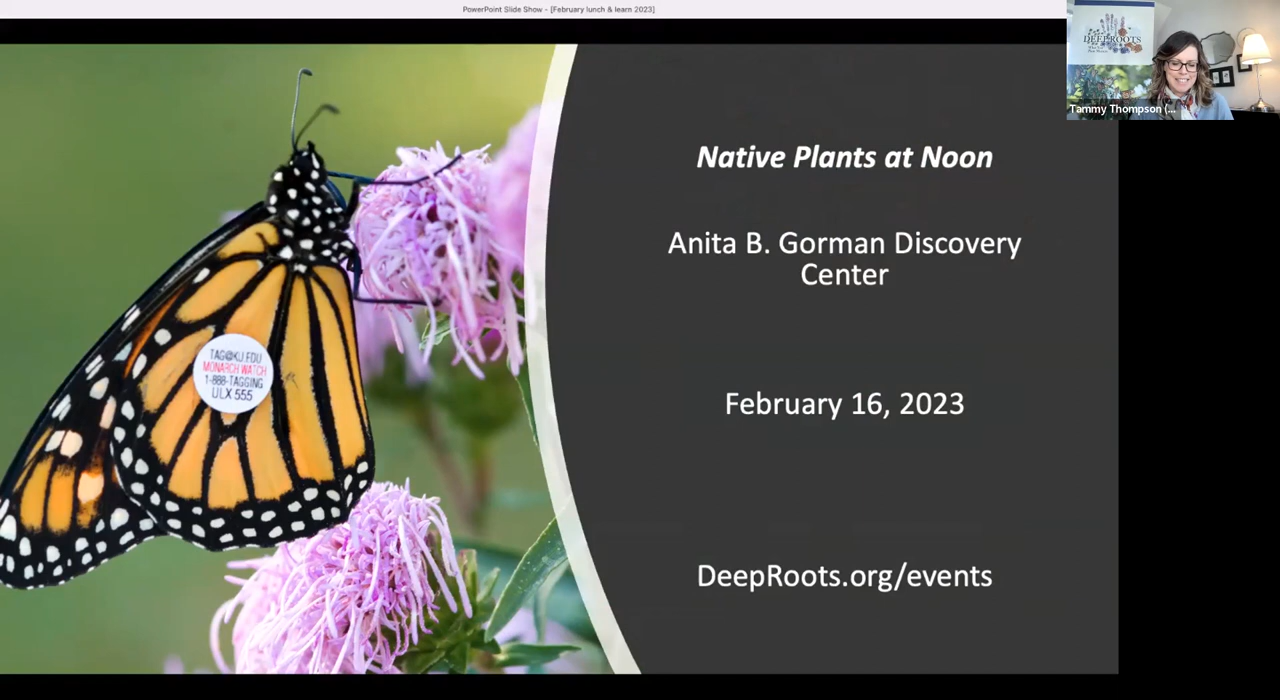 PowerPoint Slide Show - [February lunch & learn 2023]
DEEP ROOTS
Tammy Thompson (...
Native Plants at Noon
Anita B. Gorman Discovery
Center
TAG@KU.EDU
MONARCH WATCH
1-888-TAGGING
ULX 555
February 16, 2023
DeepRoots.org/events